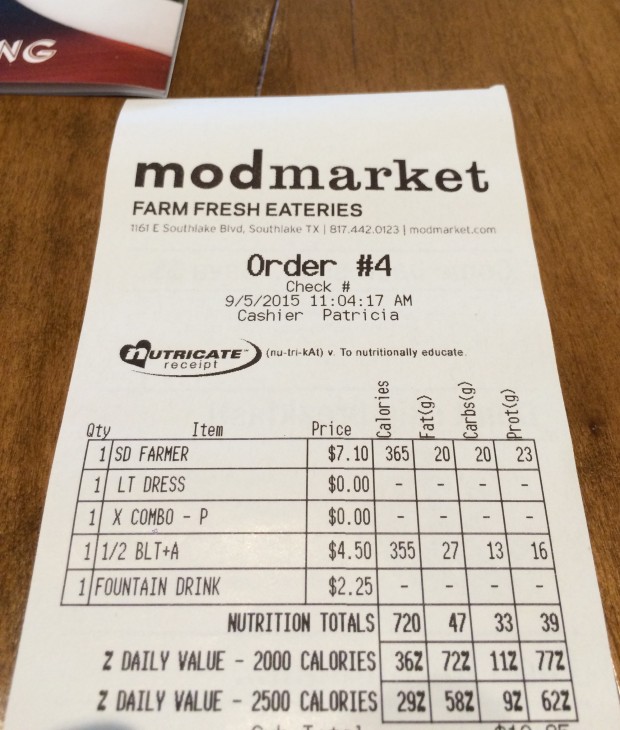 NG
modmarket
FARM FRESH EATERIES
1161 E Southlake Blvd, Southlake TX | 817.442.0123 | modmarket.com
Order #4
Check #
9/5/2015 11:04:17 AM
Cashier Patricia
NUTRICATE™ (nu-tri-kAt) v. To nutritionally educate.
receipt
Qty Item Price Calories Fat(g) Carbs(g) Prot(g)
1 SD FARMER $7.10 365 20 20 23
1 LT DRESS $0.00 - - - -
1 X COMBO - P $0.00 - - - -
1 1/2 BLT+A $4.50 355 27 13 16
1 FOUNTAIN DRINK $2.25 - - - -
NUTRITION TOTALS 720 47 33 39
% DAILY VALUE - 2000 CALORIES 36% 72% 11% 77%
% DAILY VALUE - 2500 CALORIES 29% 58% 9% 62%